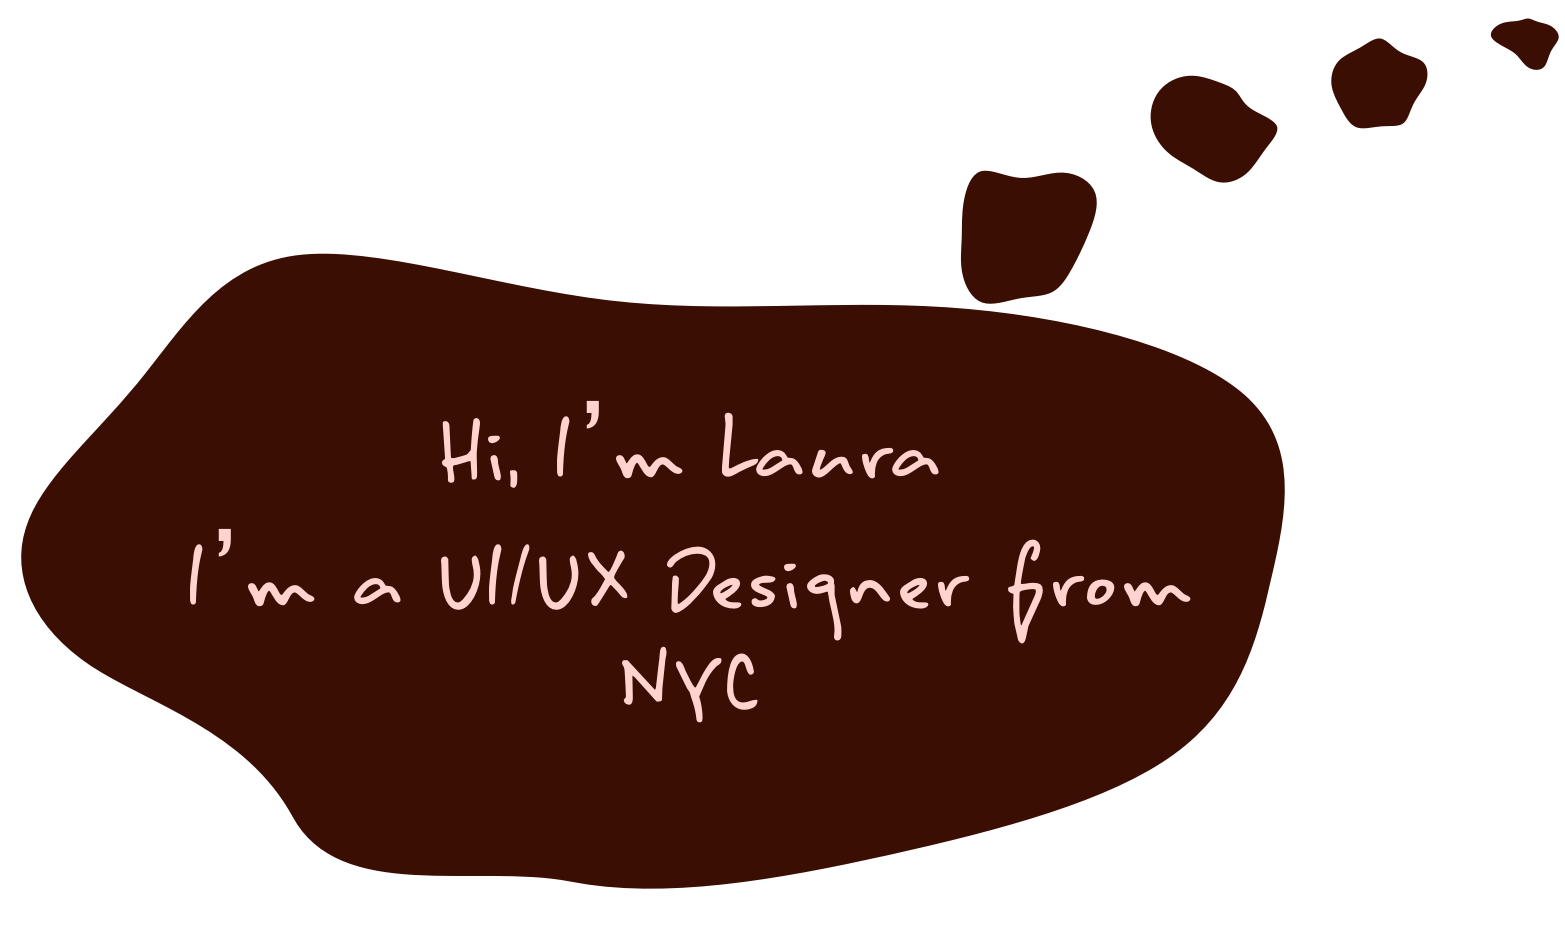 Hi, I’m Laura
I’m a UI/UX Designer from
NYC